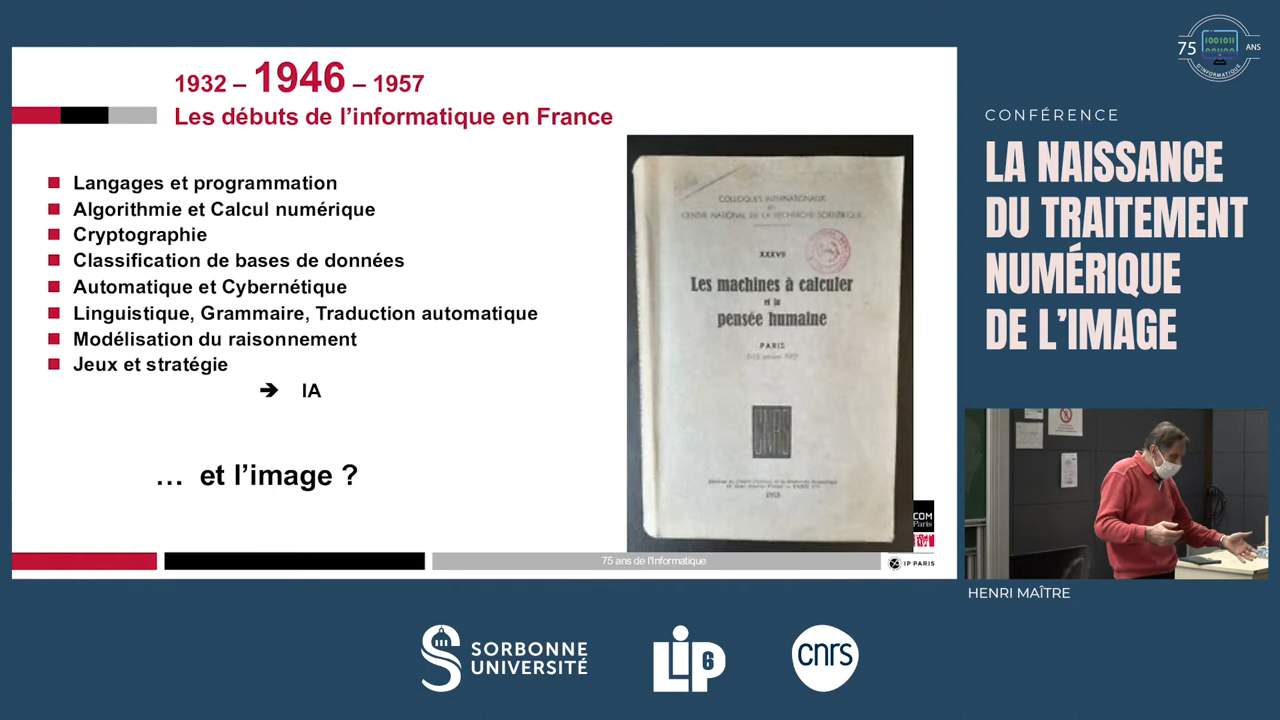 1932 – 1946 – 1957
Les débuts de l’informatique en France
Langages et programmation
Algorithmie et Calcul numérique
Cryptographie
Classification de bases de données
Automatique et Cybernétique
Linguistique, Grammaire, Traduction automatique
Modélisation du raisonnement
Jeux et stratégie
➔ IA
… et l’image ?
COLLOQUES INTERNATIONAUX
CENTRE NATIONAL DE LA RECHERCHE SCIENTIFIQUE
XXXVII
Les machines à calculer
et la
pensée humaine
PARIS
CNRS
1953
COM
Paris
75 ans de l'Informatique
IP PARIS
75 ANS
D'INFORMATIQUE
CONFÉRENCE
LA NAISSANCE
DU TRAITEMENT
NUMÉRIQUE
DE L’IMAGE
HENRI MAÎTRE
SORBONNE
UNIVERSITÉ
LIP6
cnrs